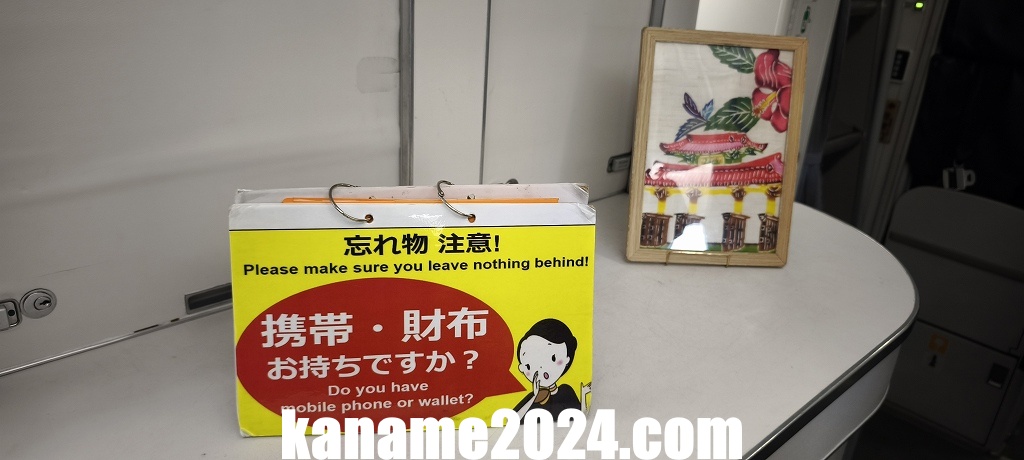 忘れ物 注意!
Please make sure you leave nothing behind!
携帯・財布
お持ちですか？
Do you have
mobile phone or wallet?
kaname2024.com